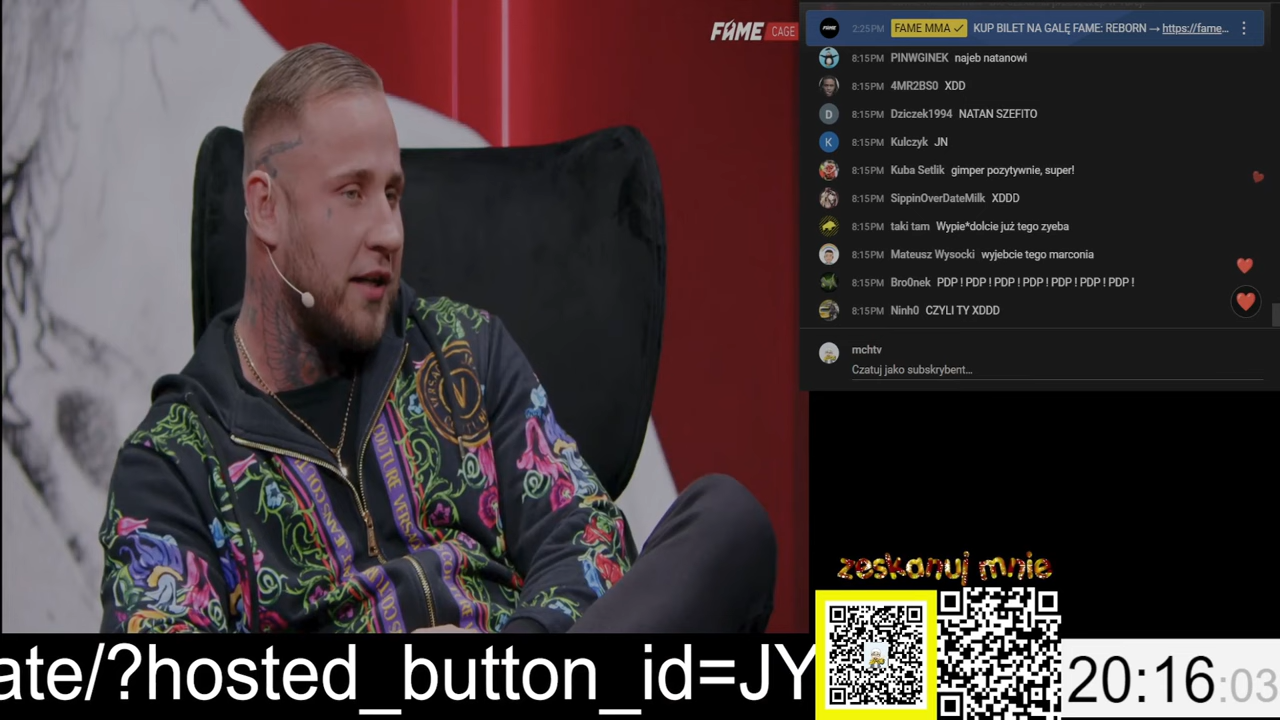 FAME CAGE
2:25PM FAME MMA ✓ KUP BILET NA GALĘ FAME: REBORN → https://fame...
8:15PM PINWGINEK najeb natanowi
8:15PM 4MR2BS0 XDD
8:15PM Dziczek1994 NATAN SZEFITO
8:15PM Kulczyk JN
8:15PM Kuba Setlik gimper pozytywnie, super!
8:15PM SippinOverDateMilk XDDD
8:15PM taki tam Wypie*dolcie już tego zyeba
8:15PM Mateusz Wysocki wyjebcie tego marconia
8:15PM Bro0nek PDP ! PDP ! PDP ! PDP ! PDP ! PDP ! PDP !
8:15PM Ninh0 CZYLI TY XDDD
mchtv
Czatuj jako subskrybent...
zeskanuj mnie
ate/?hosted_button_id=JY
20:16:03